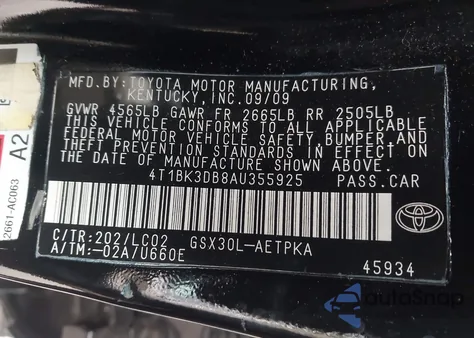 MFD.BY:TOYOTA MOTOR MANUFACTURING,
KENTUCKY, INC.09/09
GVWR 4565LB GAWR FR 2665LB RR 2505LB
THIS VEHICLE CONFORMS TO ALL APPLICABLE
FEDERAL MOTOR VEHICLE SAFETY, BUMPER, AND
THEFT PREVENTION STANDARDS IN EFFECT ON
THE DATE OF MANUFACTURE SHOWN ABOVE.
4T1BK3DB8AU355925 PASS.CAR
C/TR:202/LC02 GSX30L-AETPKA
A/TM:-02A/U660E
45934
A2
2661-AC063
AutoSnap